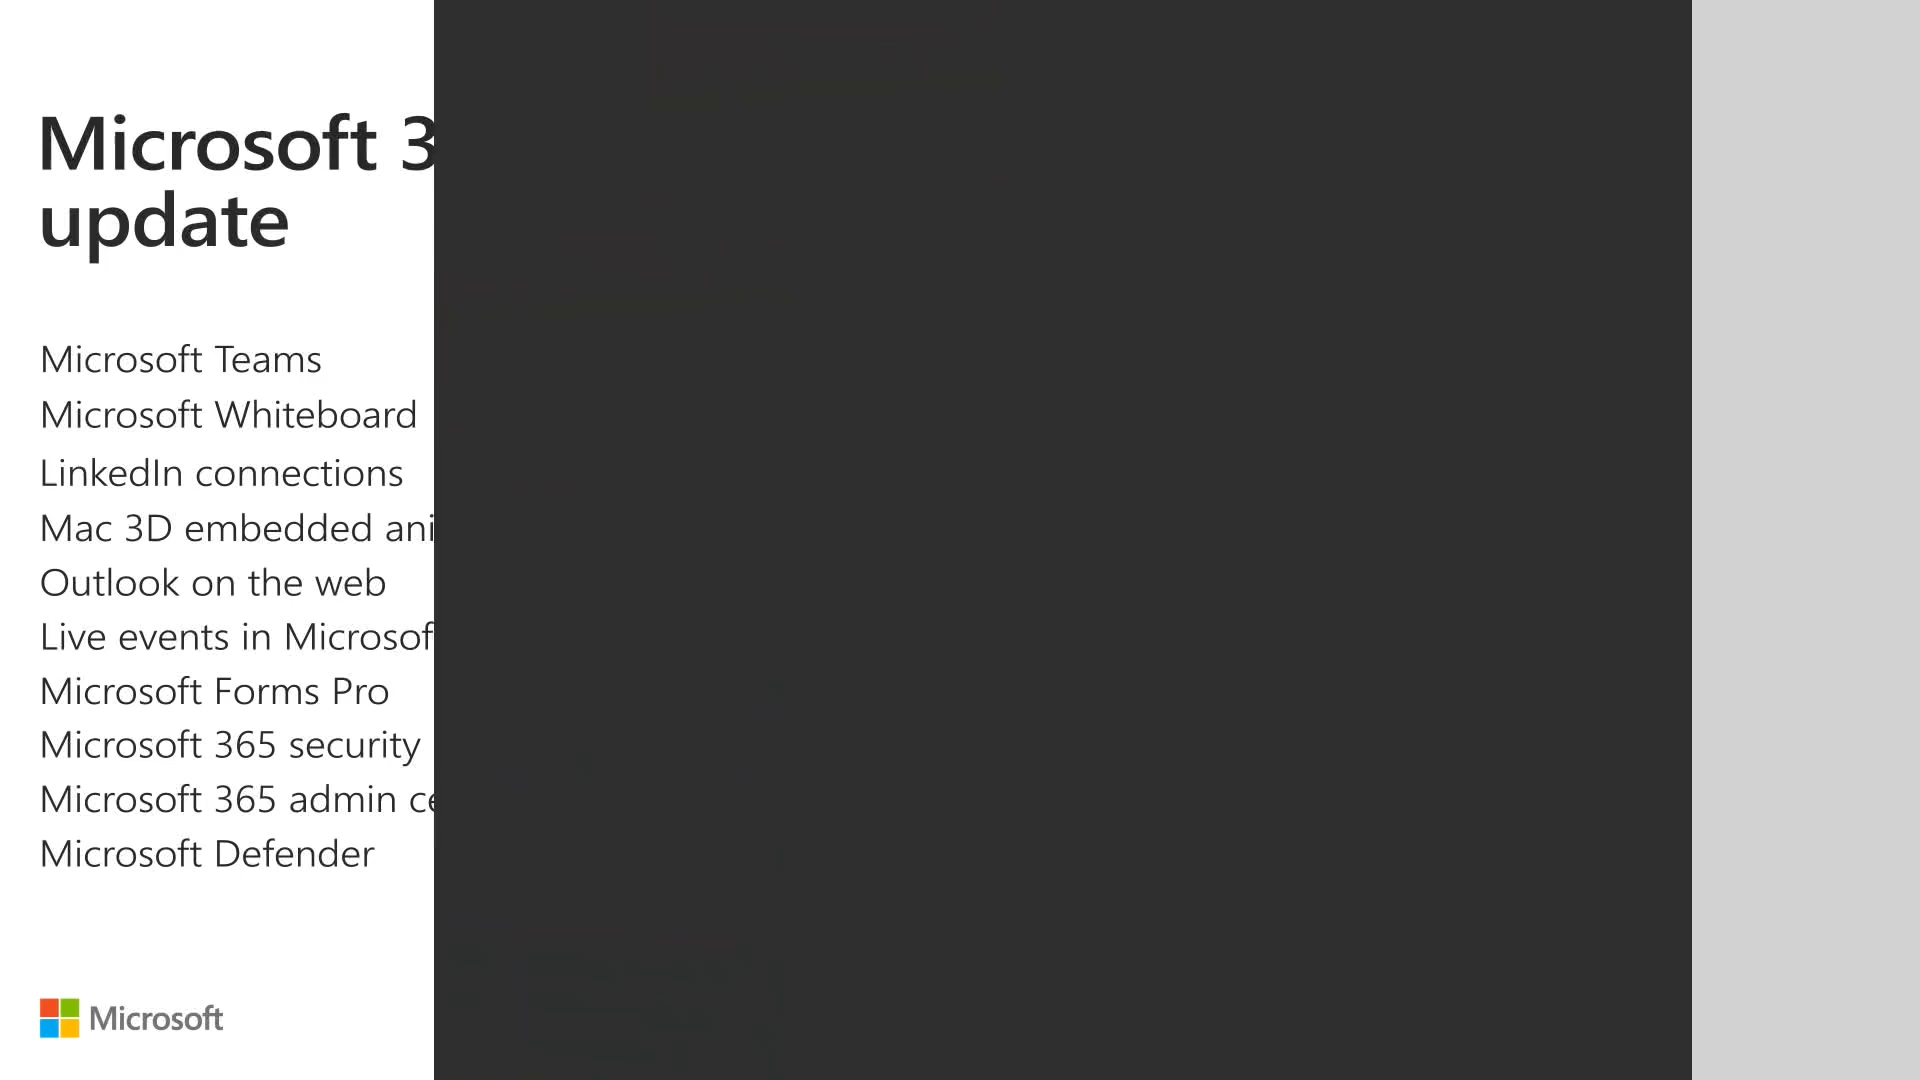 Microsoft 3
update
Microsoft Teams
Microsoft Whiteboard
LinkedIn connections
Mac 3D embedded ani
Outlook on the web
Live events in Microsof
Microsoft Forms Pro
Microsoft 365 security
Microsoft 365 admin ce
Microsoft Defender
Microsoft